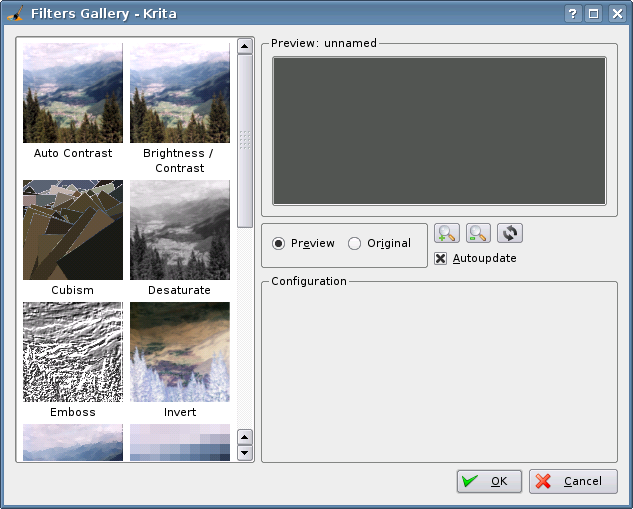 Filters Gallery - Krita
Auto Contrast
Brightness /
Contrast
Cubism
Desaturate
Emboss
Invert
Preview: unnamed
Preview
Original
Autoupdate
Configuration
OK
Cancel